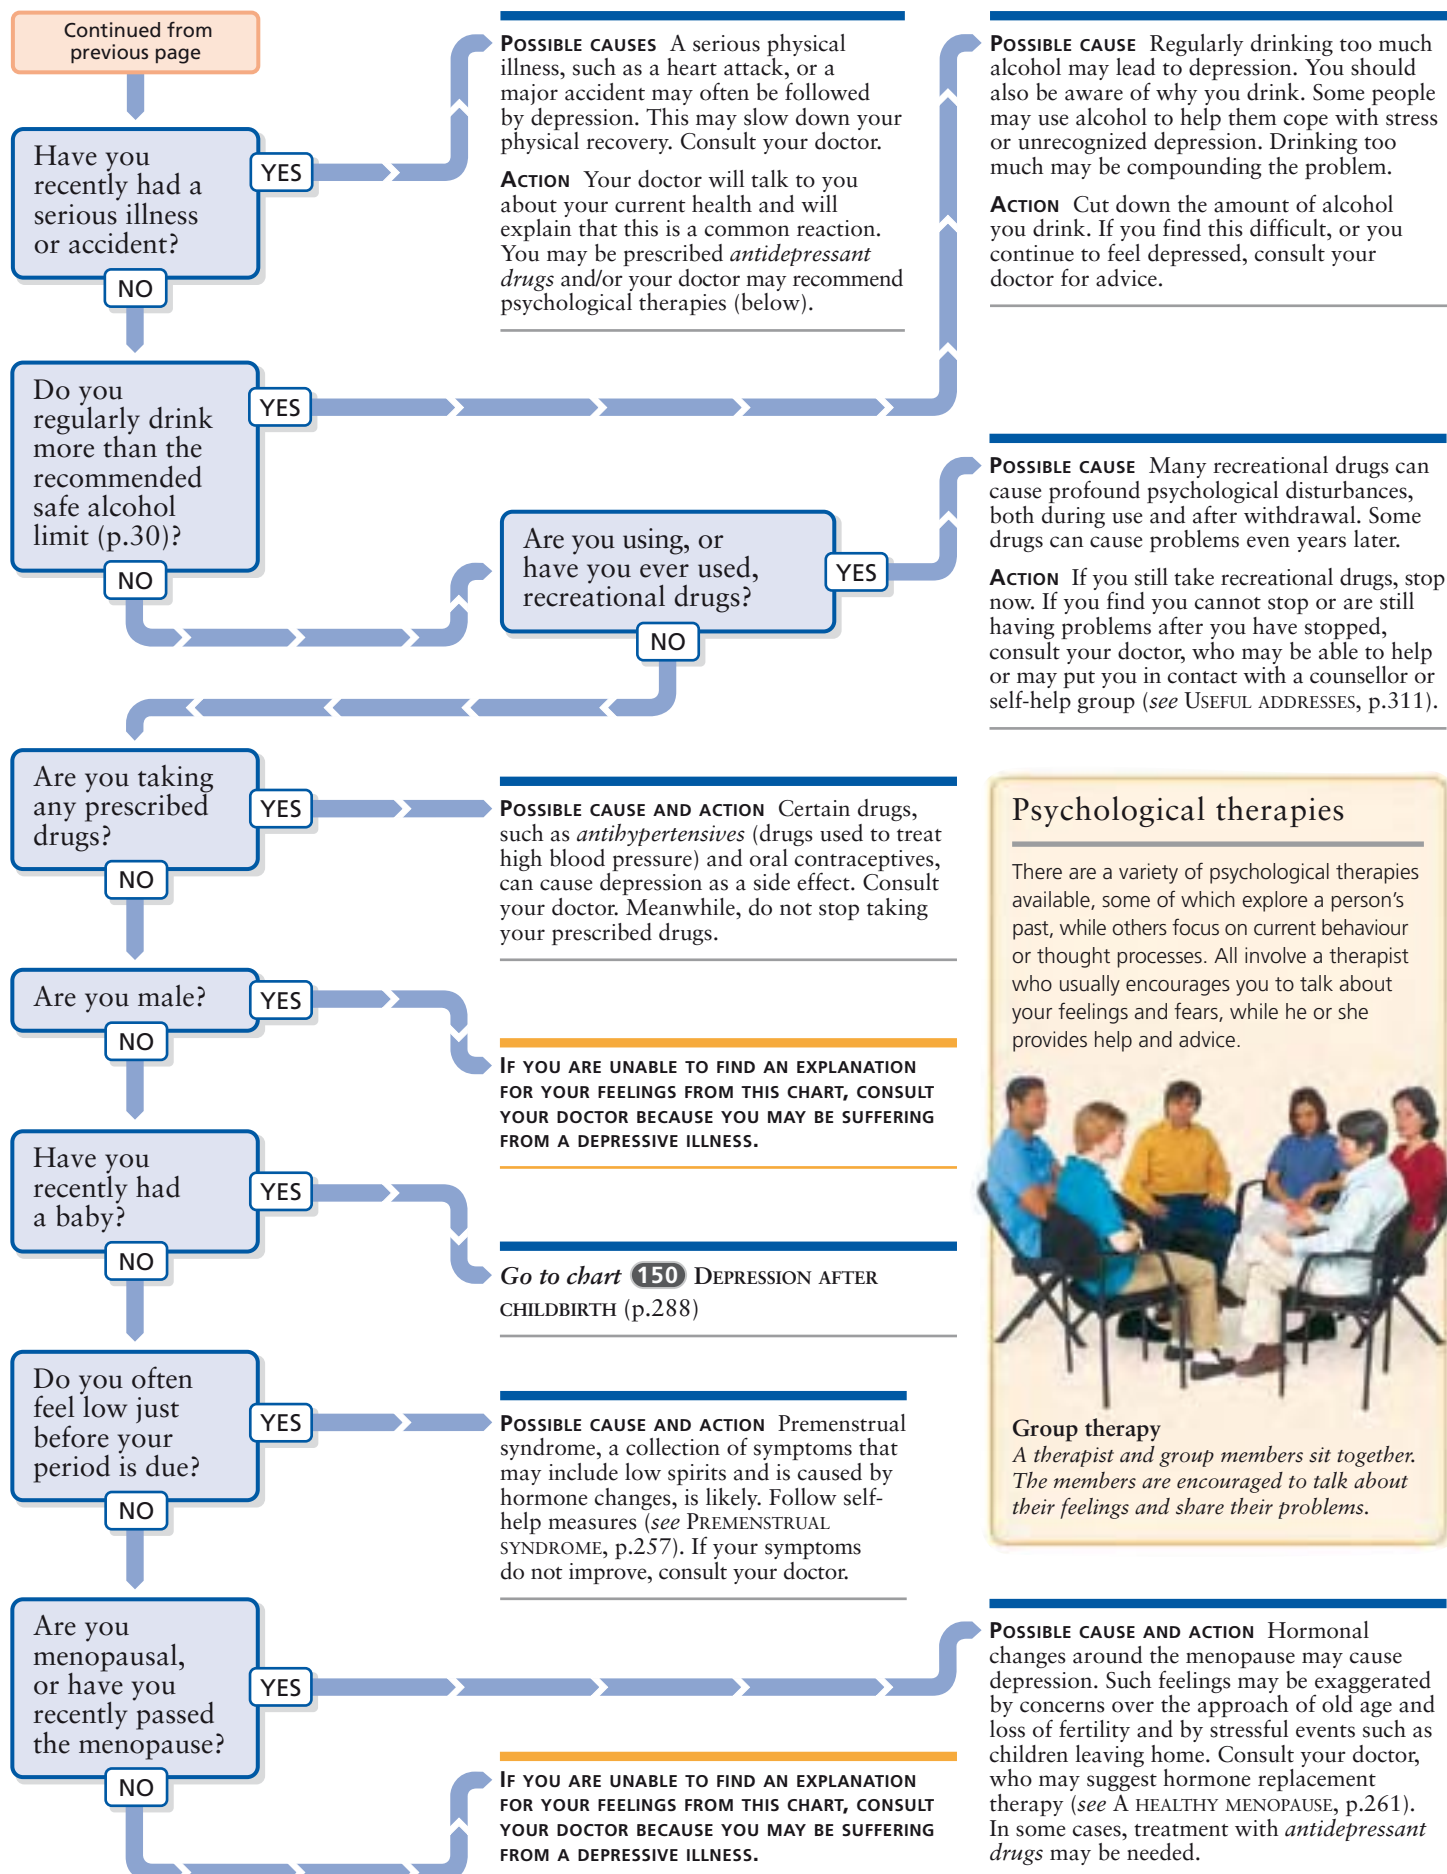 Continued from
previous page
Have you
recently had a
serious illness
or accident?
YES
NO
POSSIBLE CAUSES A serious physical
illness, such as a heart attack, or a
major accident may often be followed
by depression. This may slow down your
physical recovery. Consult your doctor.
ACTION Your doctor will talk to you
about your current health and will
explain that this is a common reaction.
You may be prescribed antidepressant
drugs and/or your doctor may recommend
psychological therapies (below).
Do you
regularly drink
more than the
recommended
safe alcohol
limit (p.30)?
YES
NO
POSSIBLE CAUSE Regularly drinking too much
alcohol may lead to depression. You should
also be aware of why you drink. Some people
may use alcohol to help them cope with stress
or unrecognized depression. Drinking too
much may be compounding the problem.
ACTION Cut down the amount of alcohol
you drink. If you find this difficult, or you
continue to feel depressed, consult your
doctor for advice.
Are you using, or
have you ever used,
recreational drugs?
YES
NO
POSSIBLE CAUSE Many recreational drugs can
cause profound psychological disturbances,
both during use and after withdrawal. Some
drugs can cause problems even years later.
ACTION If you still take recreational drugs, stop
now. If you find you cannot stop or are still
having problems after you have stopped,
consult your doctor, who may be able to help
or may put you in contact with a counsellor or
self-help group (see USEFUL ADDRESSES, p.311).
Are you taking
any prescribed
drugs?
YES
NO
POSSIBLE CAUSE AND ACTION Certain drugs,
such as antihypertensives (drugs used to treat
high blood pressure) and oral contraceptives,
can cause depression as a side effect. Consult
your doctor. Meanwhile, do not stop taking
your prescribed drugs.
Are you male?
YES
NO
IF YOU ARE UNABLE TO FIND AN EXPLANATION
FOR YOUR FEELINGS FROM THIS CHART, CONSULT
YOUR DOCTOR BECAUSE YOU MAY BE SUFFERING
FROM A DEPRESSIVE ILLNESS.
Have you
recently had
a baby?
YES
NO
Go to chart 150 DEPRESSION AFTER
CHILDBIRTH (p.288)
Do you often
feel low just
before your
period is due?
YES
NO
POSSIBLE CAUSE AND ACTION Premenstrual
syndrome, a collection of symptoms that
may include low spirits and is caused by
hormone changes, is likely. Follow self-
help measures (see PREMENSTRUAL
SYNDROME, p.257). If your symptoms
do not improve, consult your doctor.
Are you
menopausal,
or have you
recently passed
the menopause?
YES
NO
IF YOU ARE UNABLE TO FIND AN EXPLANATION
FOR YOUR FEELINGS FROM THIS CHART, CONSULT
YOUR DOCTOR BECAUSE YOU MAY BE SUFFERING
FROM A DEPRESSIVE ILLNESS.
Psychological therapies
There are a variety of psychological therapies
available, some of which explore a person's
past, while others focus on current behaviour
or thought processes. All involve a therapist
who usually encourages you to talk about
your feelings and fears, while he or she
provides help and advice.
Group therapy
A therapist and group members sit together.
The members are encouraged to talk about
their feelings and share their problems.
POSSIBLE CAUSE AND ACTION Hormonal
changes around the menopause may cause
depression. Such feelings may be exaggerated
by concerns over the approach of old age and
loss of fertility and by stressful events such as
children leaving home. Consult your doctor,
who may suggest hormone replacement
therapy (see A HEALTHY MENOPAUSE, p.261).
In some cases, treatment with antidepressant
drugs may be needed.